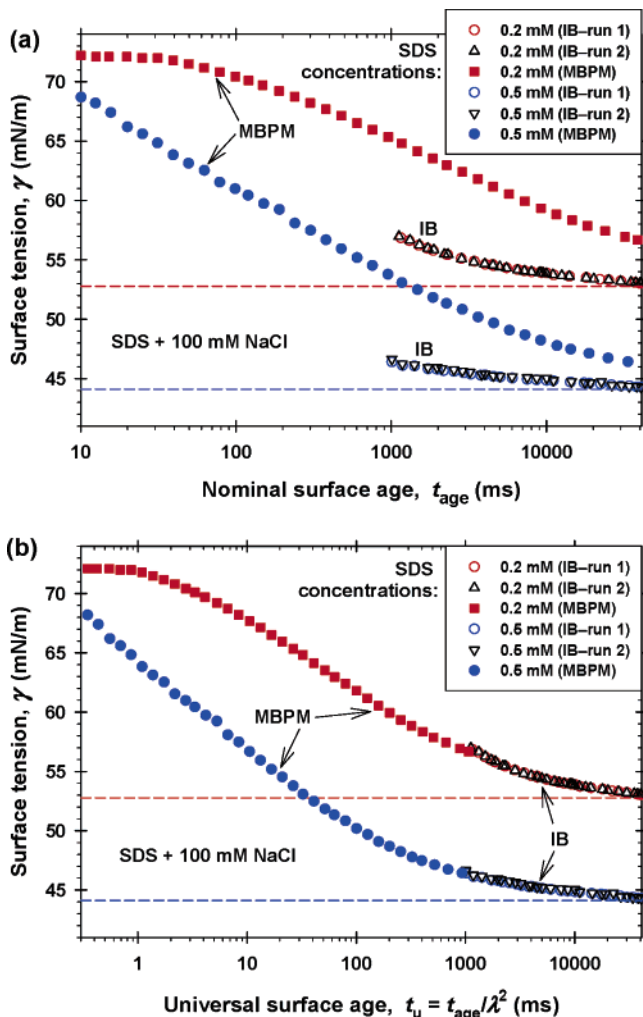 (a)
SDS
concentrations:
0.2 mM (IB–run 1)
0.2 mM (IB–run 2)
0.2 mM (MBPM)
0.5 mM (IB–run 1)
0.5 mM (IB–run 2)
0.5 mM (MBPM)
70
65
60
55
50
45
Surface tension, γ (mN/m)
MBPM
IB
SDS + 100 mM NaCl
IB
10
100
1000
10000
Nominal surface age, t_age (ms)
(b)
SDS
concentrations:
0.2 mM (IB–run 1)
0.2 mM (IB–run 2)
0.2 mM (MBPM)
0.5 mM (IB–run 1)
0.5 mM (IB–run 2)
0.5 mM (MBPM)
70
65
60
55
50
45
Surface tension, γ (mN/m)
MBPM
IB
SDS + 100 mM NaCl
1
10
100
1000
10000
Universal surface age, t_u = t_age/λ² (ms)